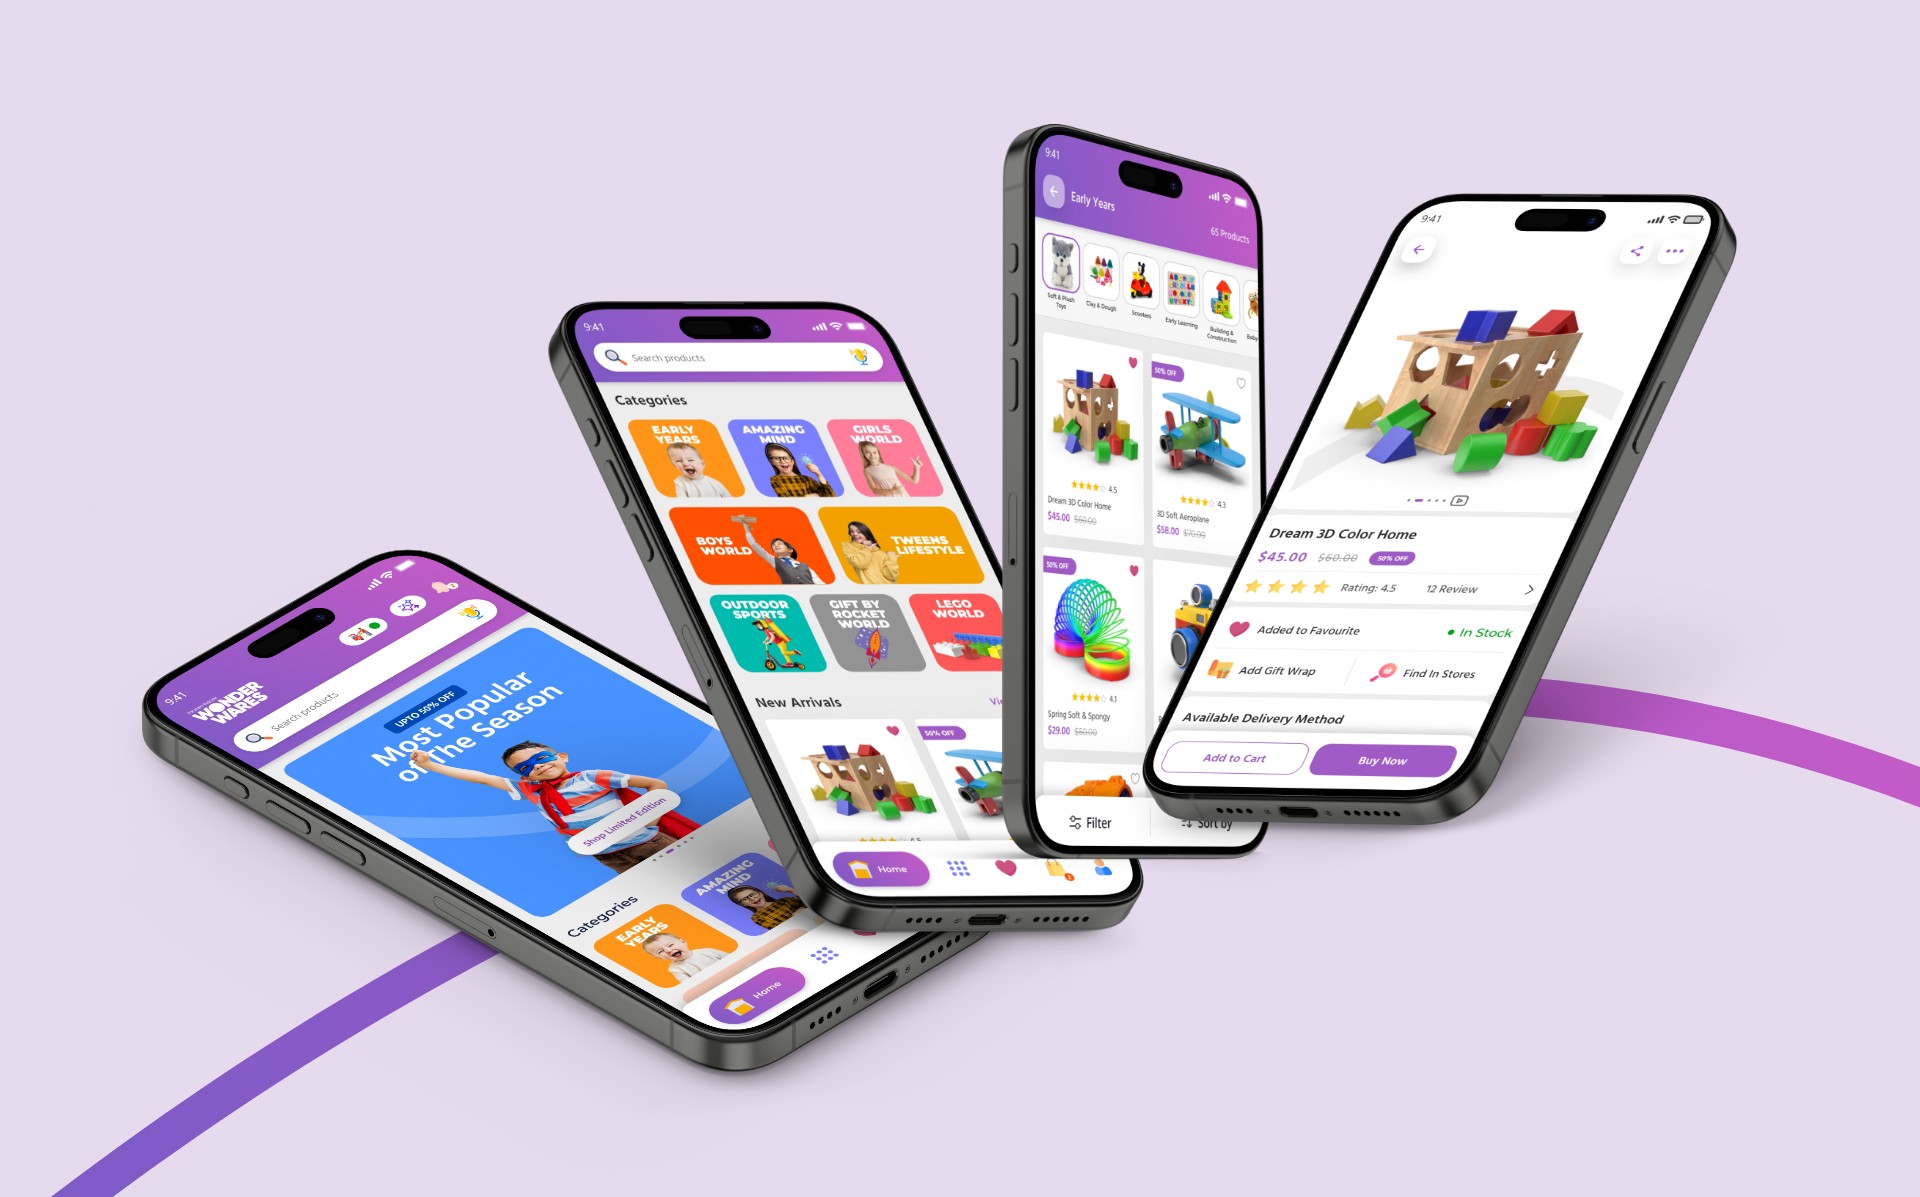 9:41
WONDER
WARES
Search products
UPTO 50% OFF
Most Popular
of The Season
Shop Limited Edition
Categories
EARLY
YEARS
AMAZING
MIND
Home
9:41
Search products
Categories
EARLY
YEARS
AMAZING
MIND
GIRLS
WORLD
BOYS
WORLD
TWEENS
LIFESTYLE
OUTDOOR
SPORTS
GIFT BY
ROCKET
WORLD
LEGO
WORLD
New Arrivals
50% OFF
Home
9:41
Early Years
65 Products
Soft & Plush
Toys
Clay & Dough
Scooters
Early Learning
Building &
Construction
Baby
4.5
Dream 3D Color Home
$45.00 $60.00
50% OFF
4.3
3D Soft Aeroplane
$58.00 $70.00
50% OFF
4.1
Spring Soft & Spongy
$29.00 $50.00
Filter
Sort by
9:41
Dream 3D Color Home
$45.00 $60.00 50% OFF
Rating: 4.5 12 Review
Added to Favourite
In Stock
Add Gift Wrap
Find In Stores
Available Delivery Method
Add to Cart
Buy Now